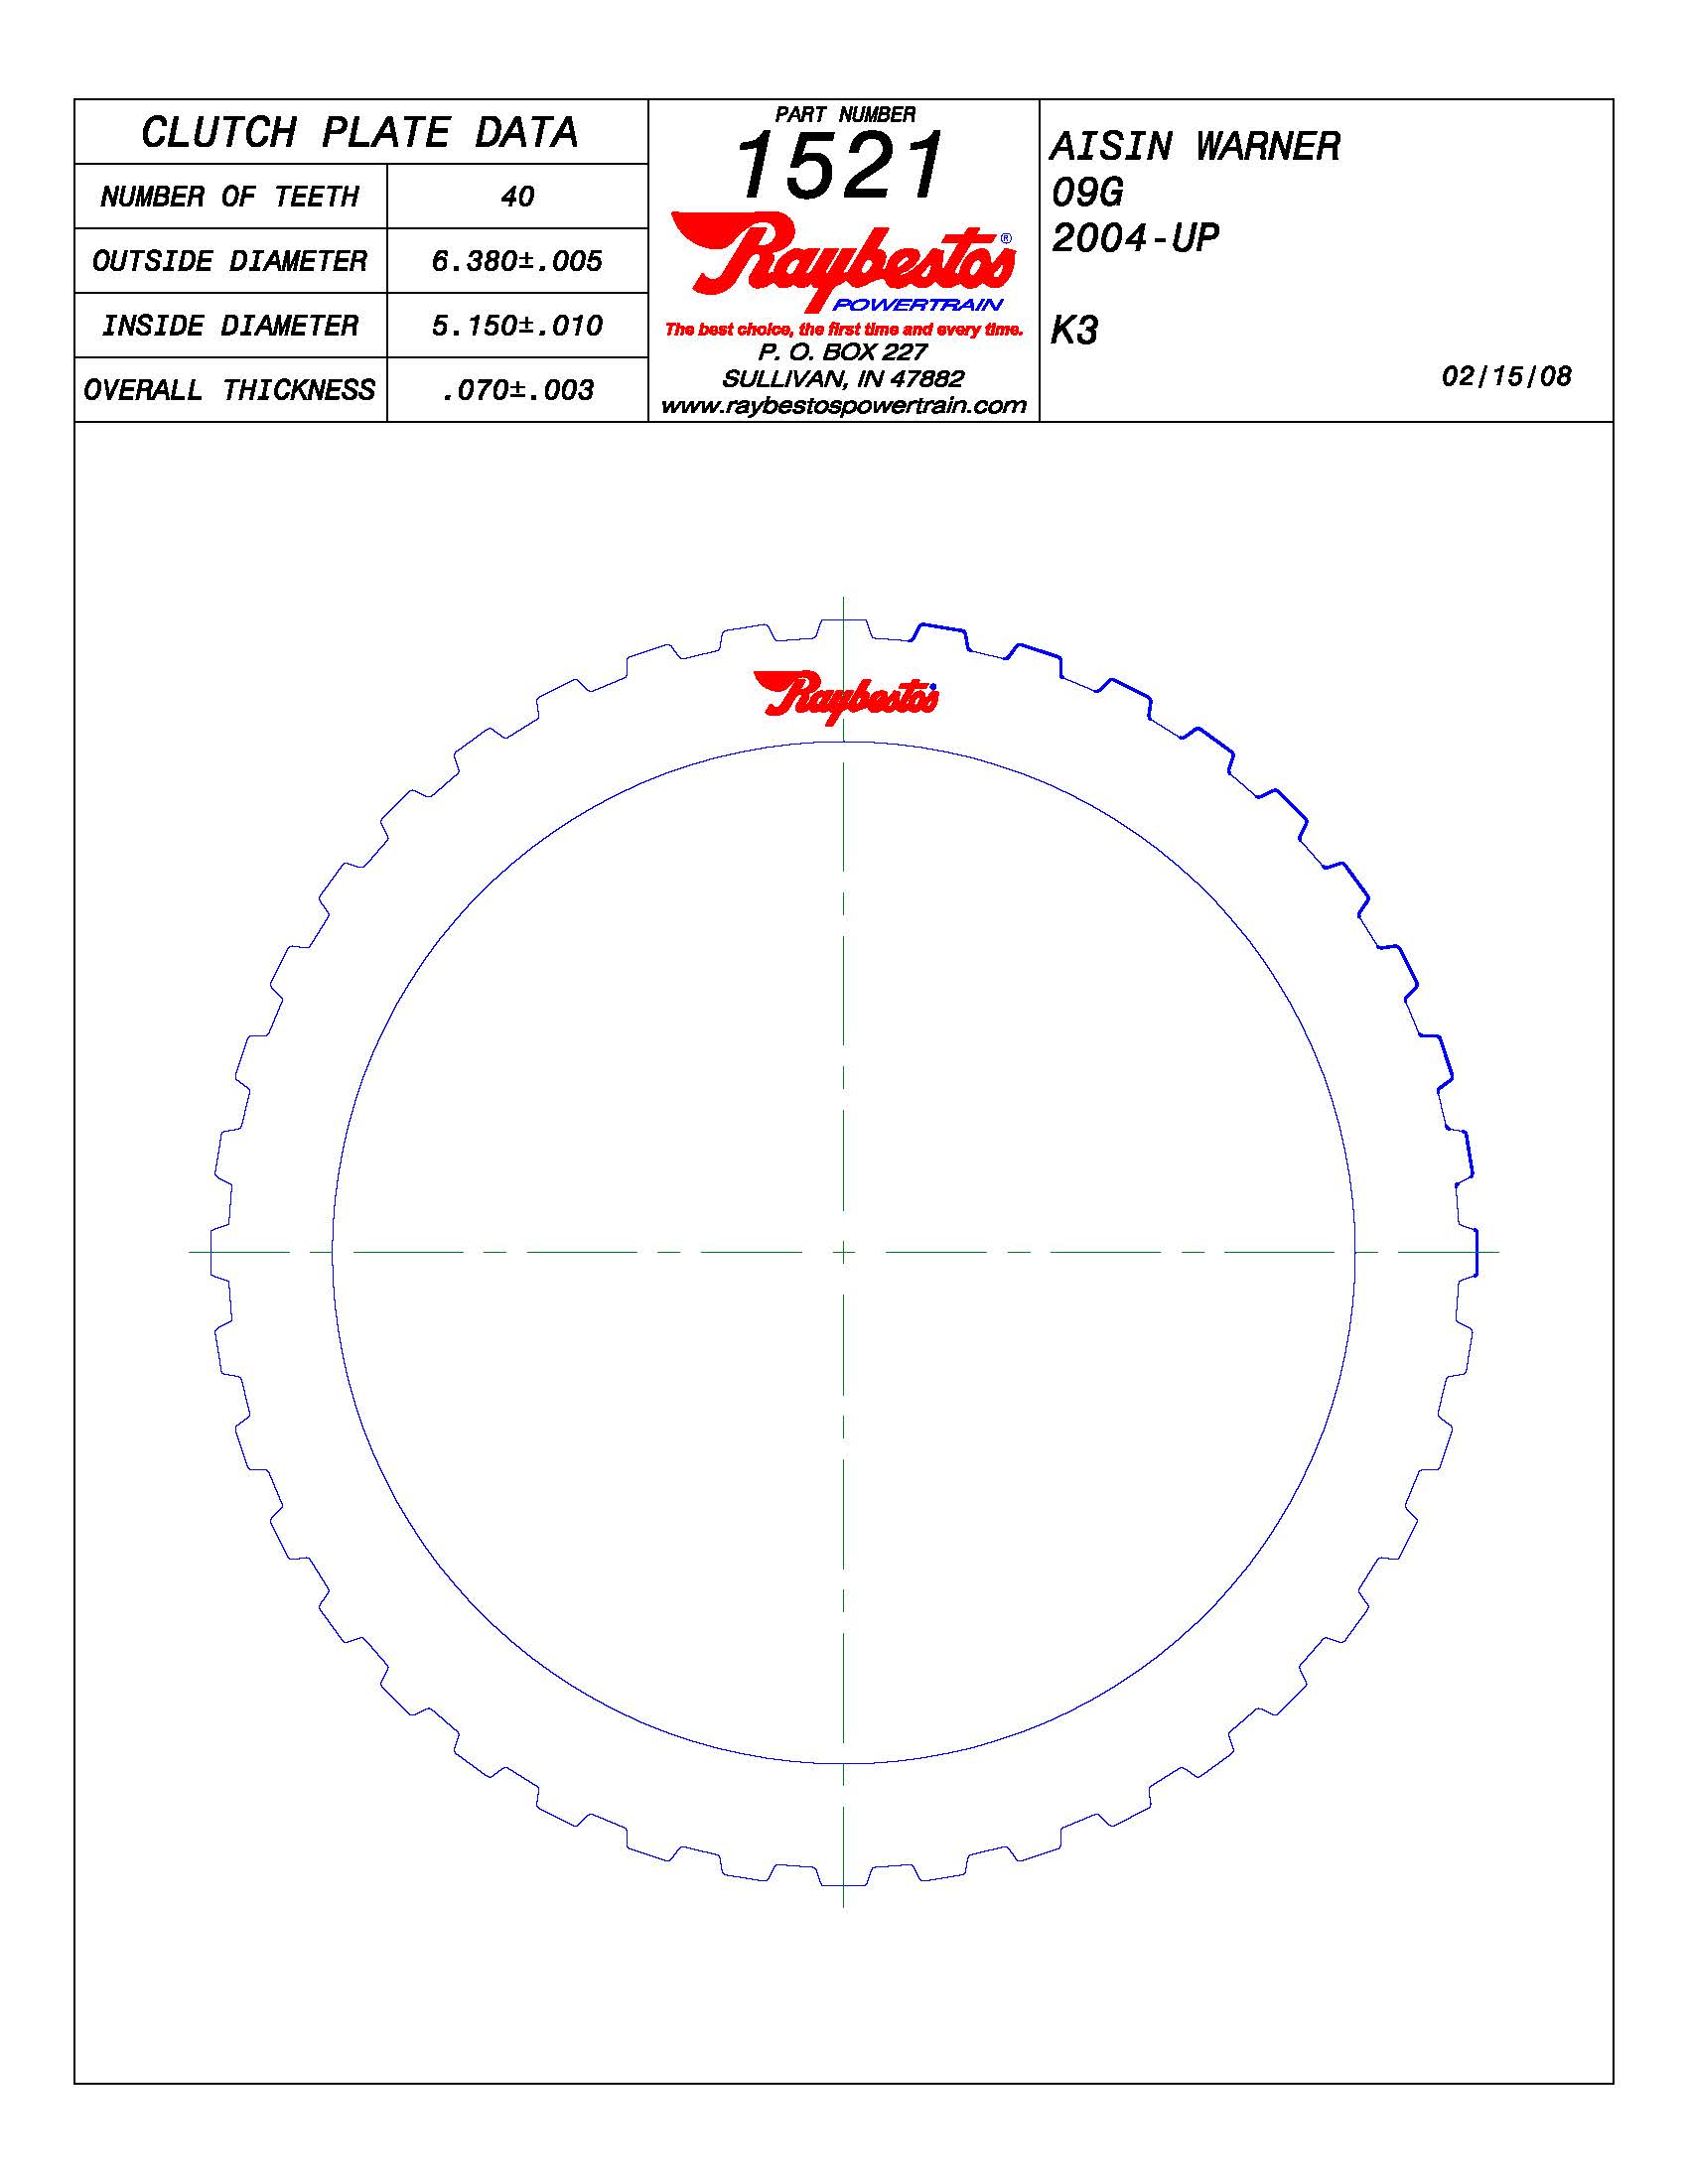 CLUTCH PLATE DATA
NUMBER OF TEETH 40
OUTSIDE DIAMETER 6.380±.005
INSIDE DIAMETER 5.150±.010
OVERALL THICKNESS .070±.003
PART NUMBER
1521
Raybestos®
POWERTRAIN
The best choice, the first time and every time.
P. O. BOX 227
SULLIVAN, IN 47882
www.raybestospowertrain.com
AISIN WARNER
09G
2004-UP
K3
02/15/08
Raybestos